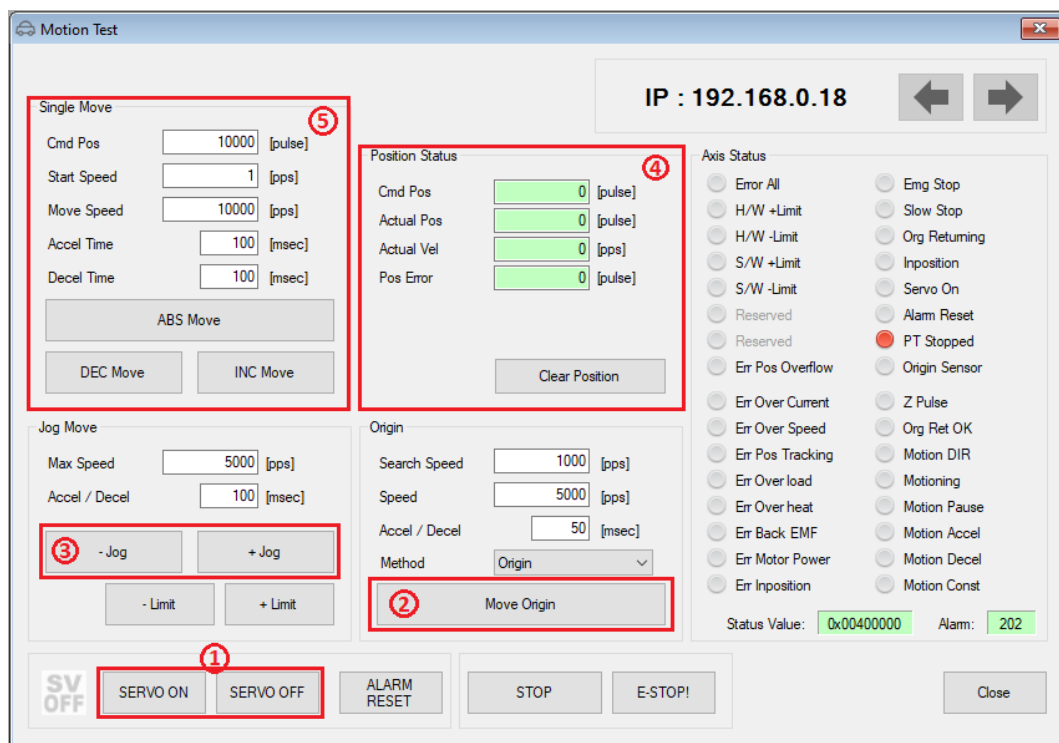 Motion Test
IP : 192.168.0.18
Single Move
⑤
Cmd Pos 10000 [pulse]
Start Speed 1 [pps]
Move Speed 10000 [pps]
Accel Time 100 [msec]
Decel Time 100 [msec]
ABS Move
DEC Move INC Move
Position Status
④
Cmd Pos 0 [pulse]
Actual Pos 0 [pulse]
Actual Vel 0 [pps]
Pos Error 0 [pulse]
Clear Position
Axis Status
Error All Emg Stop
H/W +Limit Slow Stop
H/W -Limit Org Returning
S/W +Limit Inposition
S/W -Limit Servo On
Reserved Alarm Reset
Reserved PT Stopped
Err Pos Overflow Origin Sensor
Err Over Current Z Pulse
Err Over Speed Org Ret OK
Err Pos Tracking Motion DIR
Err Over load Motioning
Err Over heat Motion Pause
Err Back EMF Motion Accel
Err Motor Power Motion Decel
Err Inposition Motion Const
Status Value: 0x00400000 Alarm: 202
Jog Move
Max Speed 5000 [pps]
Accel / Decel 100 [msec]
③ - Jog + Jog
- Limit + Limit
Origin
Search Speed 1000 [pps]
Speed 5000 [pps]
Accel / Decel 50 [msec]
Method Origin
② Move Origin
①
SV
OFF
SERVO ON SERVO OFF
ALARM
RESET
STOP E-STOP!
Close